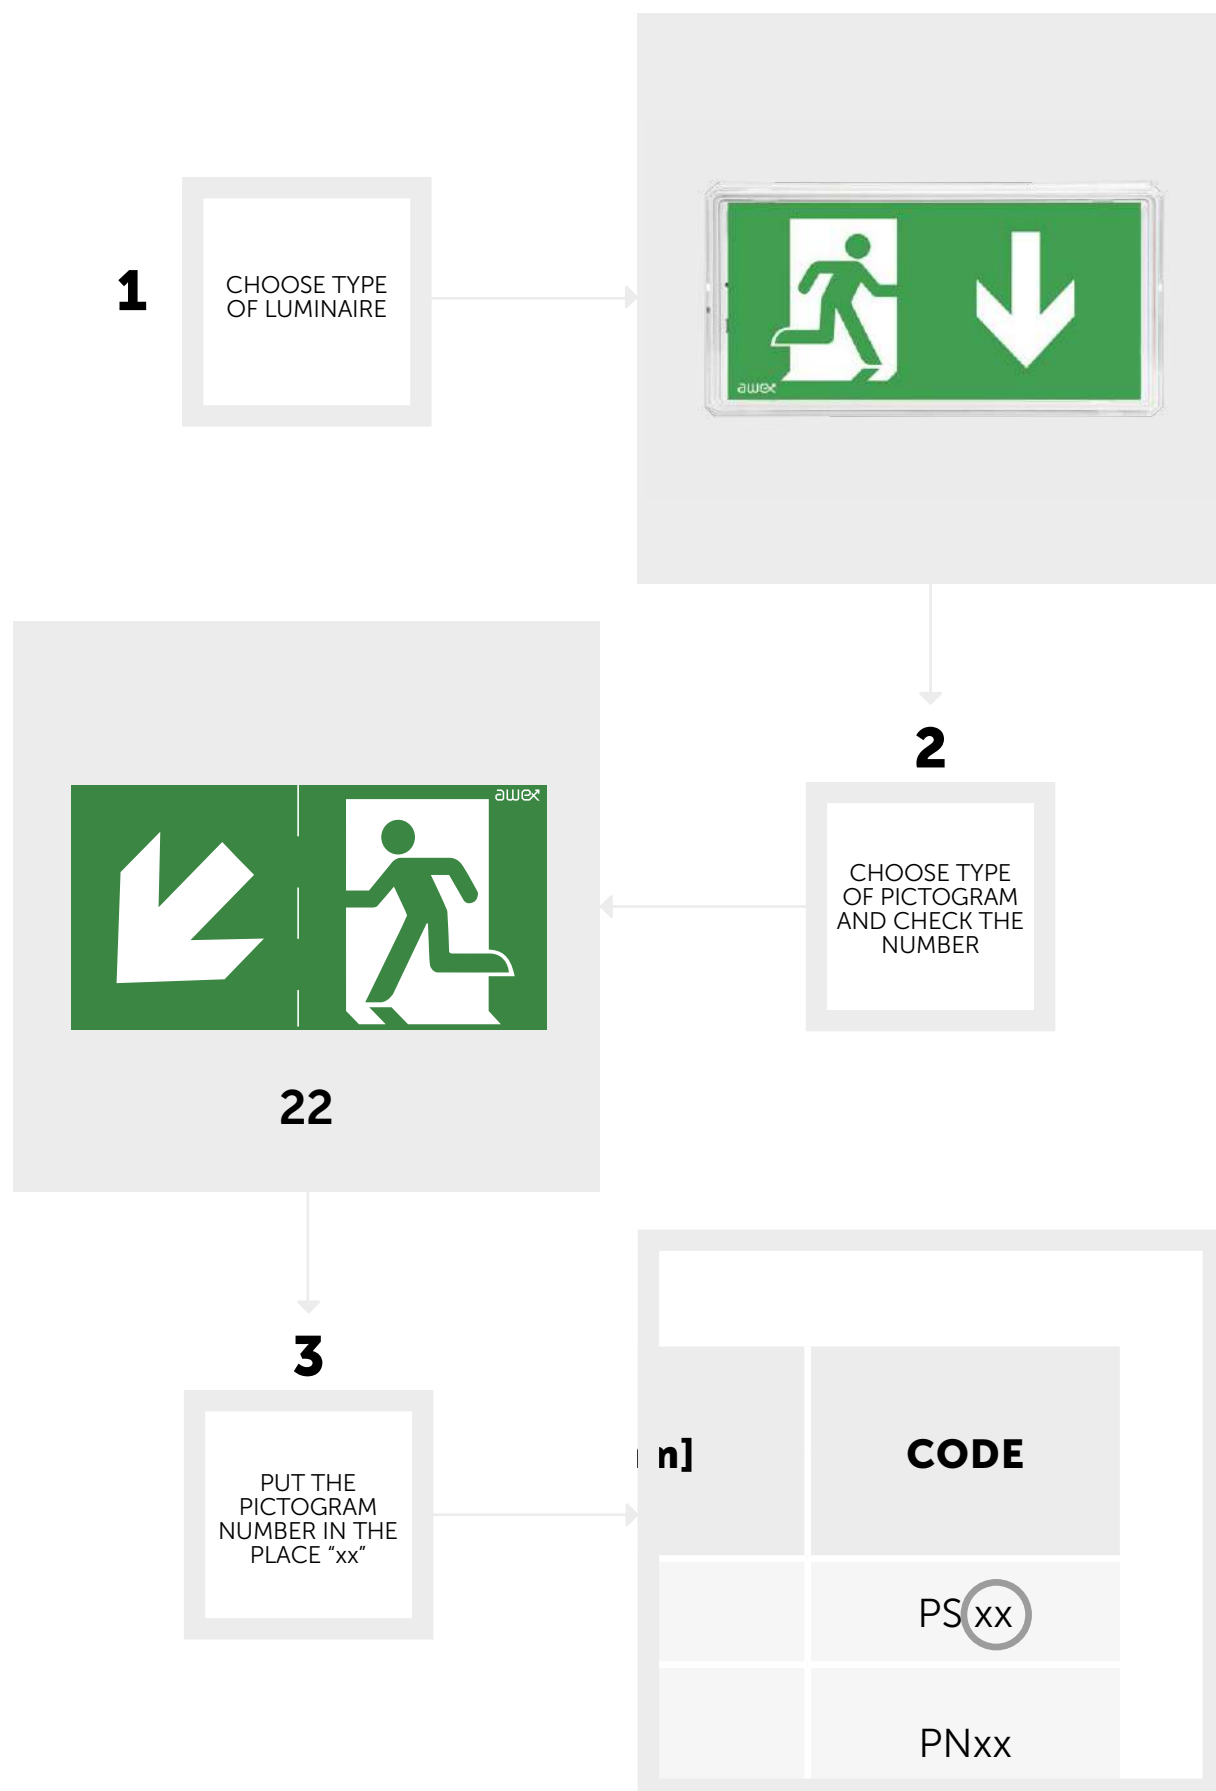 1
CHOOSE TYPE
OF LUMINAIRE
awex
2
CHOOSE TYPE
OF PICTOGRAM
AND CHECK THE
NUMBER
awex
22
3
PUT THE
PICTOGRAM
NUMBER IN THE
PLACE “xx”
m]
CODE
PSxx
PNxx